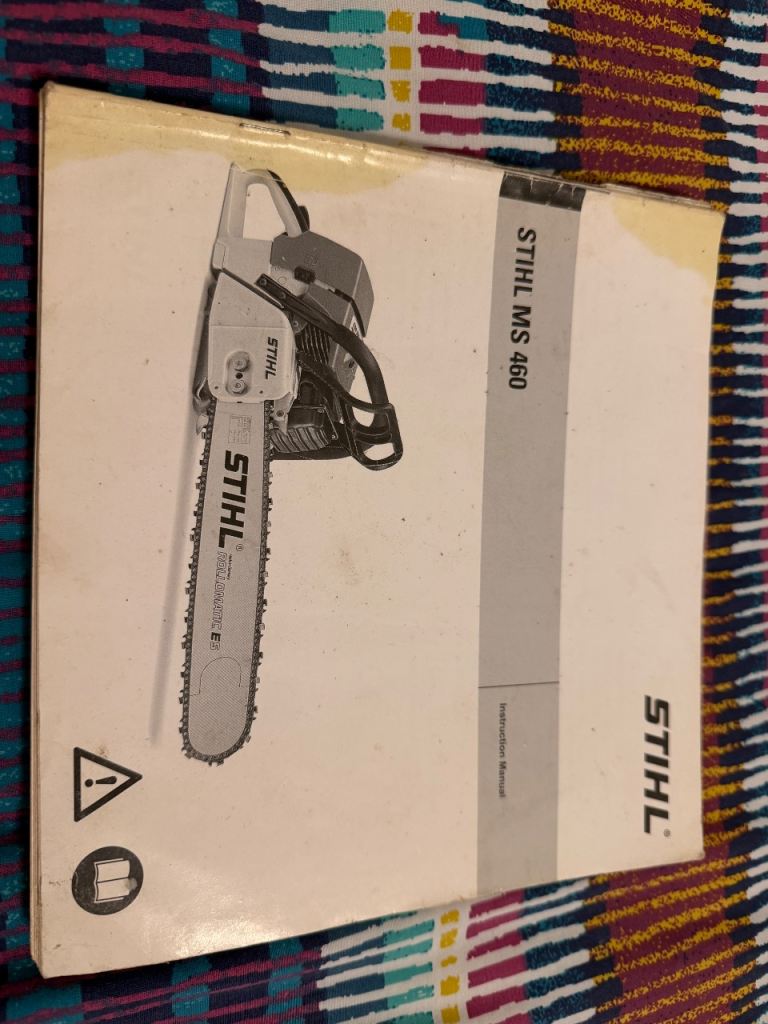 STIHL®
STIHL MS 460
Instruction Manual
STIHL
STIHL®
ROLLOMATIC ES